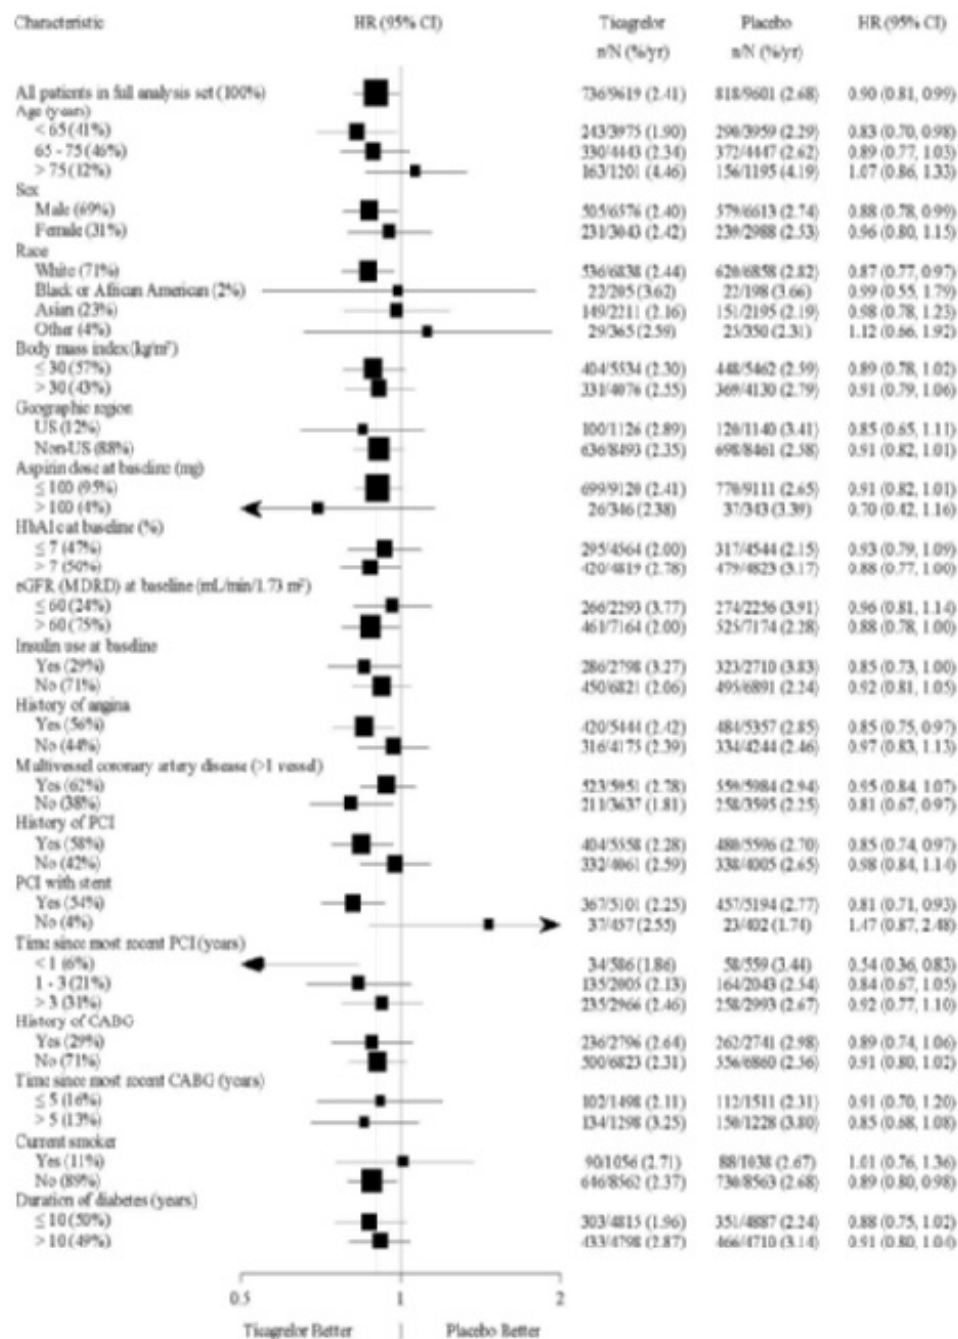 Characteristic HR (95% CI) Ticagrelor Placebo HR (95% CI)
n/N (%/yr) n/N (%/yr)
All patients in full analysis set (100%) 736/9619 (2.41) 818/9601 (2.68) 0.90 (0.81, 0.99)
Age (years)
< 65 (41%) 243/3975 (1.90) 290/3959 (2.29) 0.83 (0.70, 0.98)
65 - 75 (46%) 330/4443 (2.34) 372/4447 (2.62) 0.89 (0.77, 1.03)
> 75 (12%) 163/1201 (4.46) 156/1195 (4.19) 1.07 (0.86, 1.33)
Sex
Male (69%) 505/6576 (2.40) 579/6613 (2.74) 0.88 (0.78, 0.99)
Female (31%) 231/3043 (2.42) 239/2988 (2.53) 0.96 (0.80, 1.15)
Race
White (71%) 536/6838 (2.44) 620/6858 (2.82) 0.87 (0.77, 0.97)
Black or African American (2%) 22/205 (3.62) 22/198 (3.66) 0.99 (0.55, 1.79)
Asian (23%) 149/2211 (2.16) 151/2195 (2.19) 0.98 (0.78, 1.23)
Other (4%) 29/365 (2.59) 25/350 (2.31) 1.12 (0.66, 1.92)
Body mass index (kg/m²)
≤ 30 (57%) 404/5534 (2.30) 448/5462 (2.59) 0.89 (0.78, 1.02)
> 30 (43%) 331/4076 (2.55) 369/4130 (2.79) 0.91 (0.79, 1.06)
Geographic region
US (12%) 100/1126 (2.89) 120/1140 (3.41) 0.85 (0.65, 1.11)
Non-US (88%) 636/8493 (2.35) 698/8461 (2.58) 0.91 (0.82, 1.01)
Aspirin dose at baseline (mg)
≤ 100 (95%) 699/9120 (2.41) 770/9111 (2.65) 0.91 (0.82, 1.01)
> 100 (4%) 26/346 (2.38) 37/343 (3.39) 0.70 (0.42, 1.16)
HbA1c at baseline (%)
≤ 7 (47%) 295/4564 (2.00) 317/4544 (2.15) 0.93 (0.79, 1.09)
> 7 (50%) 420/4819 (2.78) 479/4823 (3.17) 0.88 (0.77, 1.00)
eGFR (MDRD) at baseline (mL/min/1.73 m²)
≤ 60 (24%) 266/2293 (3.77) 274/2256 (3.91) 0.96 (0.81, 1.14)
> 60 (75%) 461/7164 (2.00) 525/7174 (2.28) 0.88 (0.78, 1.00)
Insulin use at baseline
Yes (29%) 286/2798 (3.27) 323/2710 (3.83) 0.85 (0.73, 1.00)
No (71%) 450/6821 (2.06) 495/6891 (2.24) 0.92 (0.81, 1.05)
History of angina
Yes (56%) 420/5444 (2.42) 484/5357 (2.85) 0.85 (0.75, 0.97)
No (44%) 316/4175 (2.39) 334/4244 (2.46) 0.97 (0.83, 1.13)
Multivessel coronary artery disease (>1 vessel)
Yes (62%) 523/5951 (2.78) 559/5984 (2.94) 0.95 (0.84, 1.07)
No (38%) 211/3637 (1.81) 258/3595 (2.25) 0.81 (0.67, 0.97)
History of PCI
Yes (58%) 404/5558 (2.28) 480/5596 (2.70) 0.85 (0.74, 0.97)
No (42%) 332/4061 (2.59) 338/4005 (2.65) 0.98 (0.84, 1.14)
PCI with stent
Yes (54%) 367/5101 (2.25) 457/5194 (2.77) 0.81 (0.71, 0.93)
No (4%) 37/457 (2.55) 23/402 (1.74) 1.47 (0.87, 2.48)
Time since most recent PCI (years)
< 1 (6%) 34/586 (1.86) 58/559 (3.44) 0.54 (0.36, 0.83)
1 - 3 (21%) 135/2005 (2.13) 164/2043 (2.54) 0.84 (0.67, 1.05)
> 3 (31%) 235/2966 (2.46) 258/2993 (2.67) 0.92 (0.77, 1.10)
History of CABG
Yes (29%) 236/2796 (2.64) 262/2741 (2.98) 0.89 (0.74, 1.06)
No (71%) 500/6823 (2.31) 556/6860 (2.56) 0.91 (0.80, 1.02)
Time since most recent CABG (years)
≤ 5 (16%) 102/1498 (2.11) 112/1511 (2.31) 0.91 (0.70, 1.20)
> 5 (13%) 134/1298 (3.25) 150/1228 (3.80) 0.85 (0.68, 1.08)
Current smoker
Yes (11%) 90/1056 (2.71) 88/1038 (2.67) 1.01 (0.76, 1.36)
No (89%) 646/8562 (2.37) 730/8563 (2.68) 0.89 (0.80, 0.98)
Duration of diabetes (years)
≤ 10 (50%) 303/4815 (1.96) 351/4887 (2.24) 0.88 (0.75, 1.02)
> 10 (49%) 433/4798 (2.87) 466/4710 (3.14) 0.91 (0.80, 1.04)
0.5 1 2
Ticagrelor Better Placebo Better